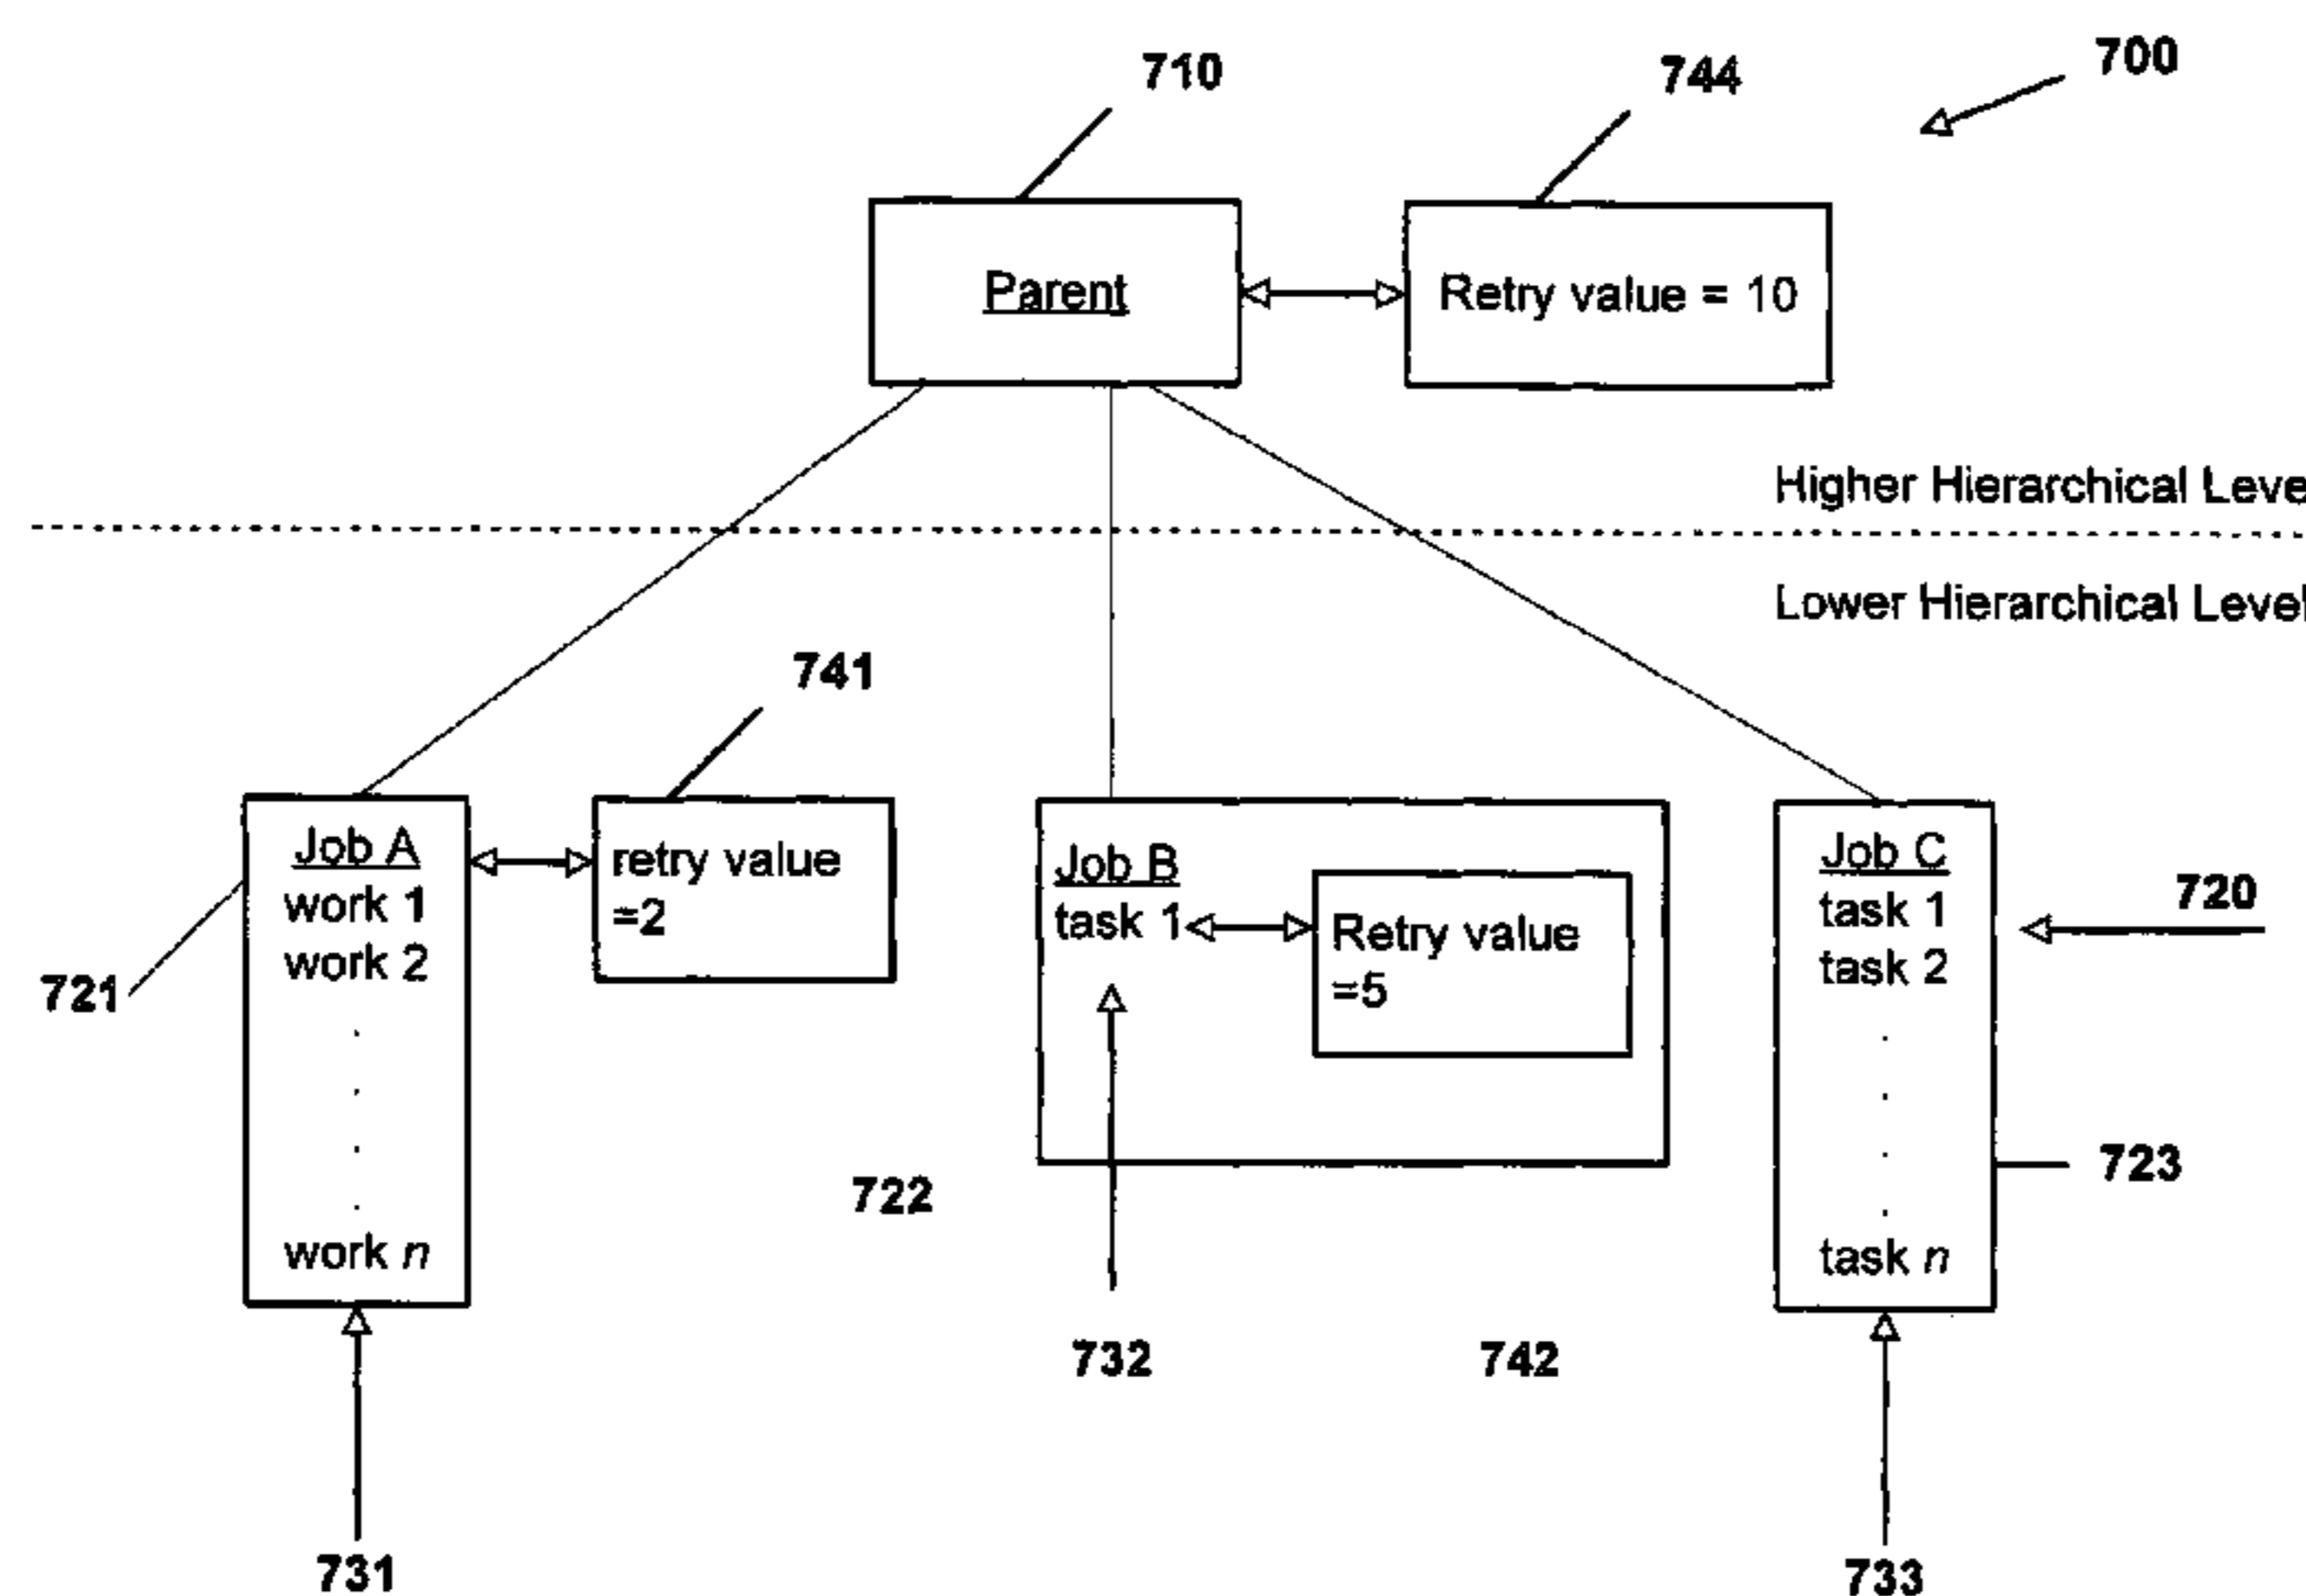 710
744
700
Parent
Retry value = 10
Higher Hierarchical Leve
Lower Hierarchical Level
741
721
Job A
work 1
work 2
.
.
.
.
work n
retry value
=2
722
Job B
task 1
Retry value
=5
732
742
Job C
task 1
task 2
.
.
.
.
task n
720
723
731
733